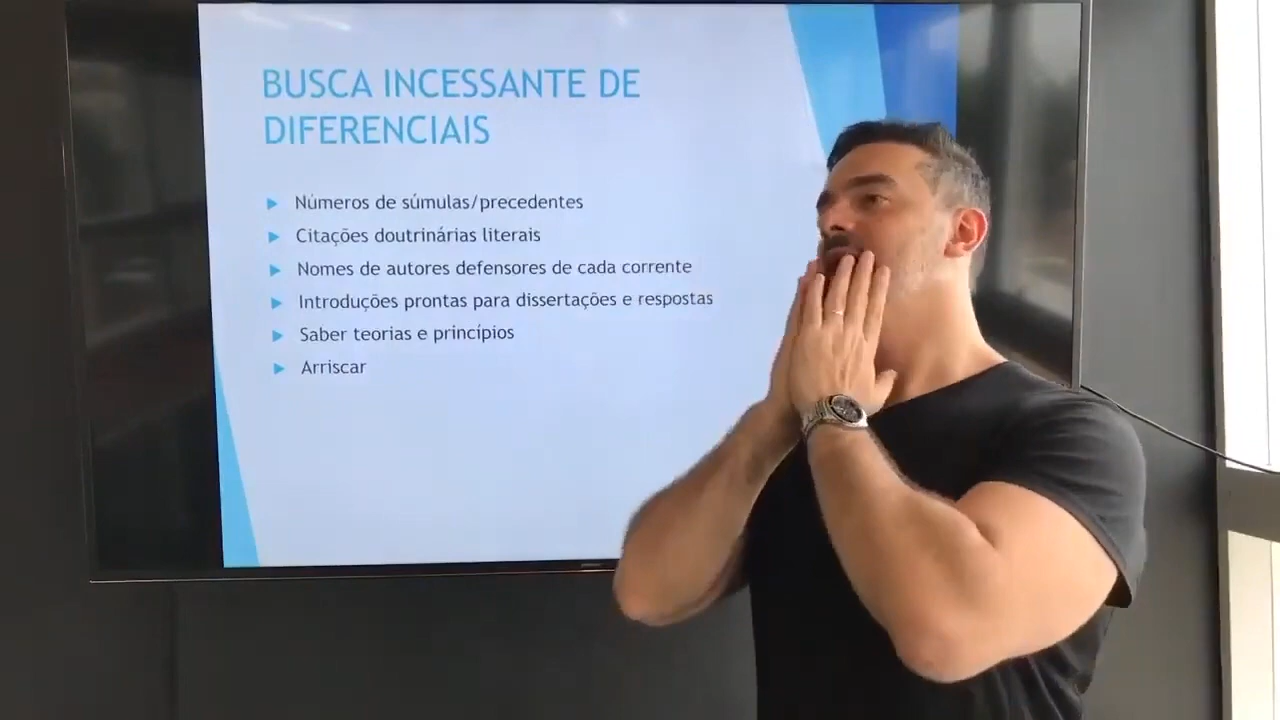 BUSCA INCESSANTE DE
DIFERENCIAIS
Números de súmulas/precedentes
Citações doutrinárias literais
Nomes de autores defensores de cada corrente
Introduções prontas para dissertações e respostas
Saber teorias e princípios
Arriscar